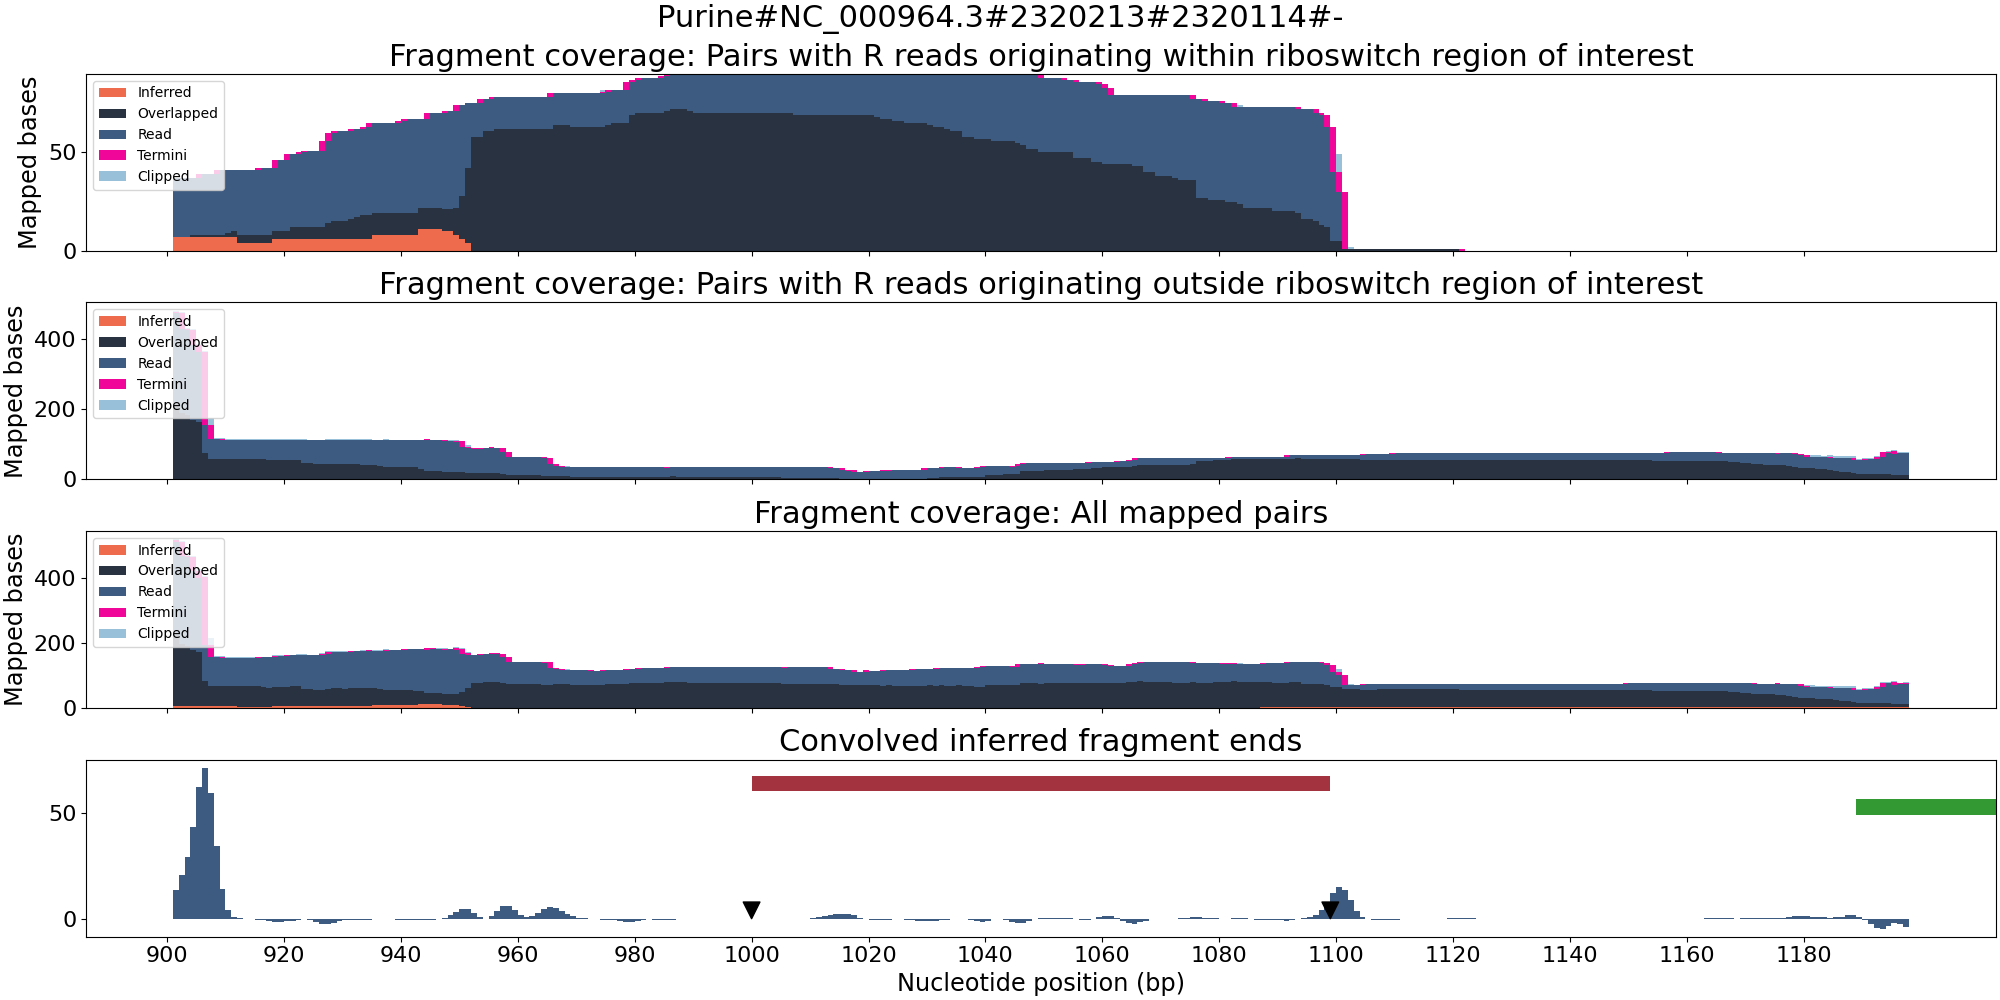 Purine#NC_000964.3#2320213#2320114#-
Fragment coverage: Pairs with R reads originating within riboswitch region of interest
Mapped bases
50
0
Inferred
Overlapped
Read
Termini
Clipped
Fragment coverage: Pairs with R reads originating outside riboswitch region of interest
Mapped bases
400
200
0
Inferred
Overlapped
Read
Termini
Clipped
Fragment coverage: All mapped pairs
Mapped bases
400
200
0
Inferred
Overlapped
Read
Termini
Clipped
Convolved inferred fragment ends
50
0
900 920 940 960 980 1000 1020 1040 1060 1080 1100 1120 1140 1160 1180
Nucleotide position (bp)